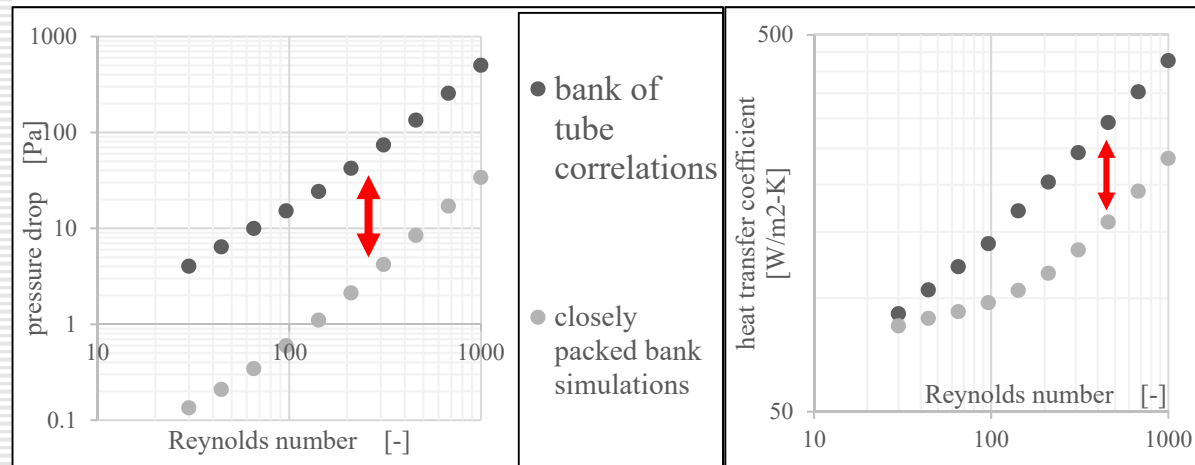 1000
100
10
1
0.1
10
100
1000
pressure drop [Pa]
Reynolds number [-]
bank of
tube
correlations
closely
packed bank
simulations
500
50
heat transfer coefficient
[W/m2-K]
Reynolds number [-]
10
100
1000